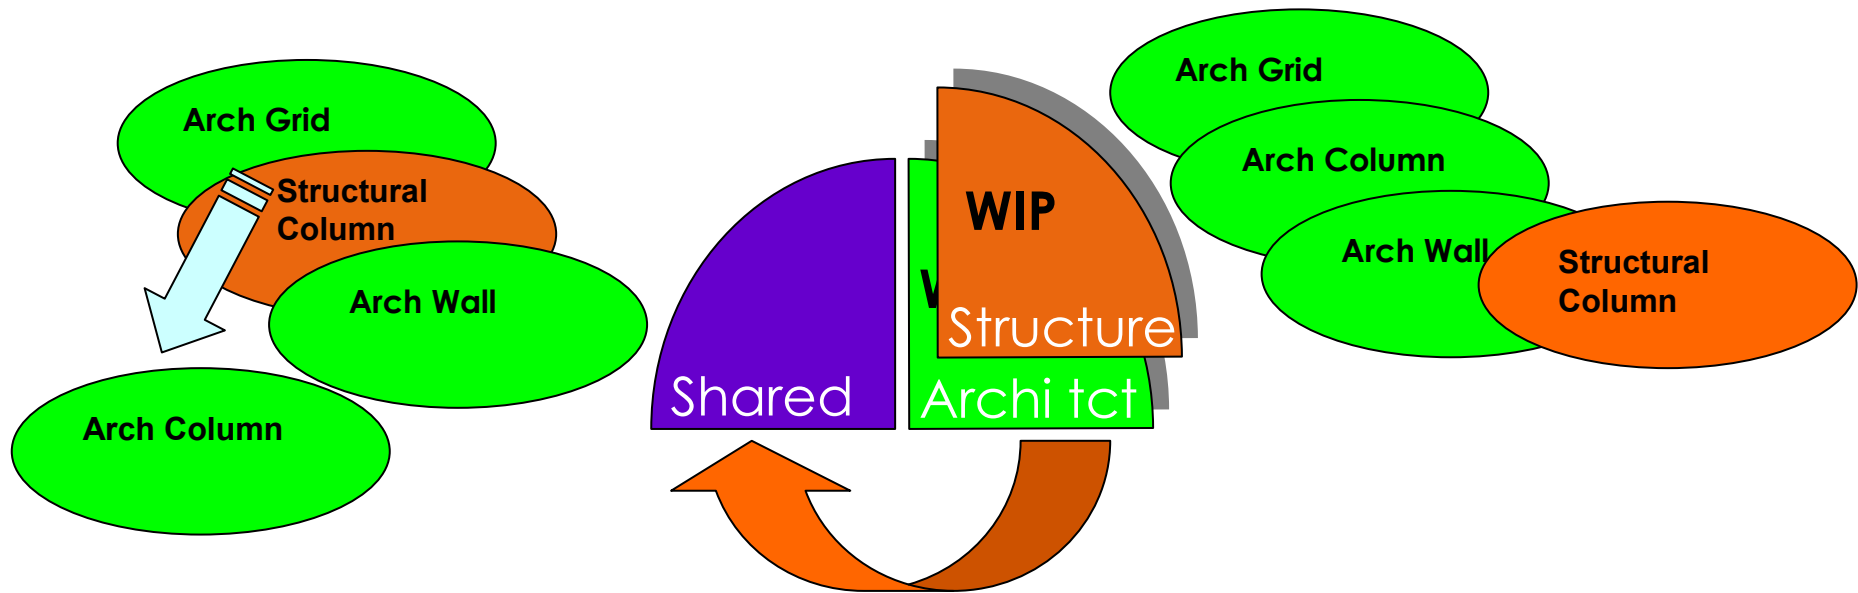 Arch Grid
Structural
Column
Arch Wall
Arch Column
Shared
WIP
Structure
Archi tct
Arch Grid
Arch Column
Arch Wall
Structural
Column